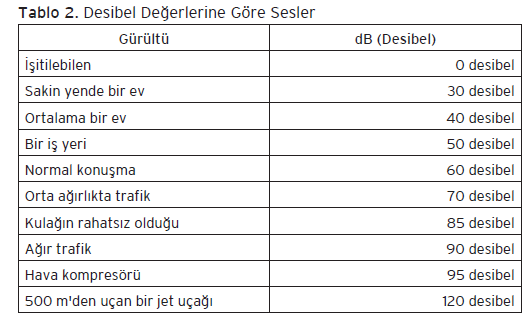 Tablo 2. Desibel Değerlerine Göre Sesler
Gürültü dB (Desibel)
İşitilebilen 0 desibel
Sakin yende bir ev 30 desibel
Ortalama bir ev 40 desibel
Bir iş yeri 50 desibel
Normal konuşma 60 desibel
Orta ağırlıkta trafik 70 desibel
Kulağın rahatsız olduğu 85 desibel
Ağır trafik 90 desibel
Hava kompresörü 95 desibel
500 m'den uçan bir jet uçağı 120 desibel